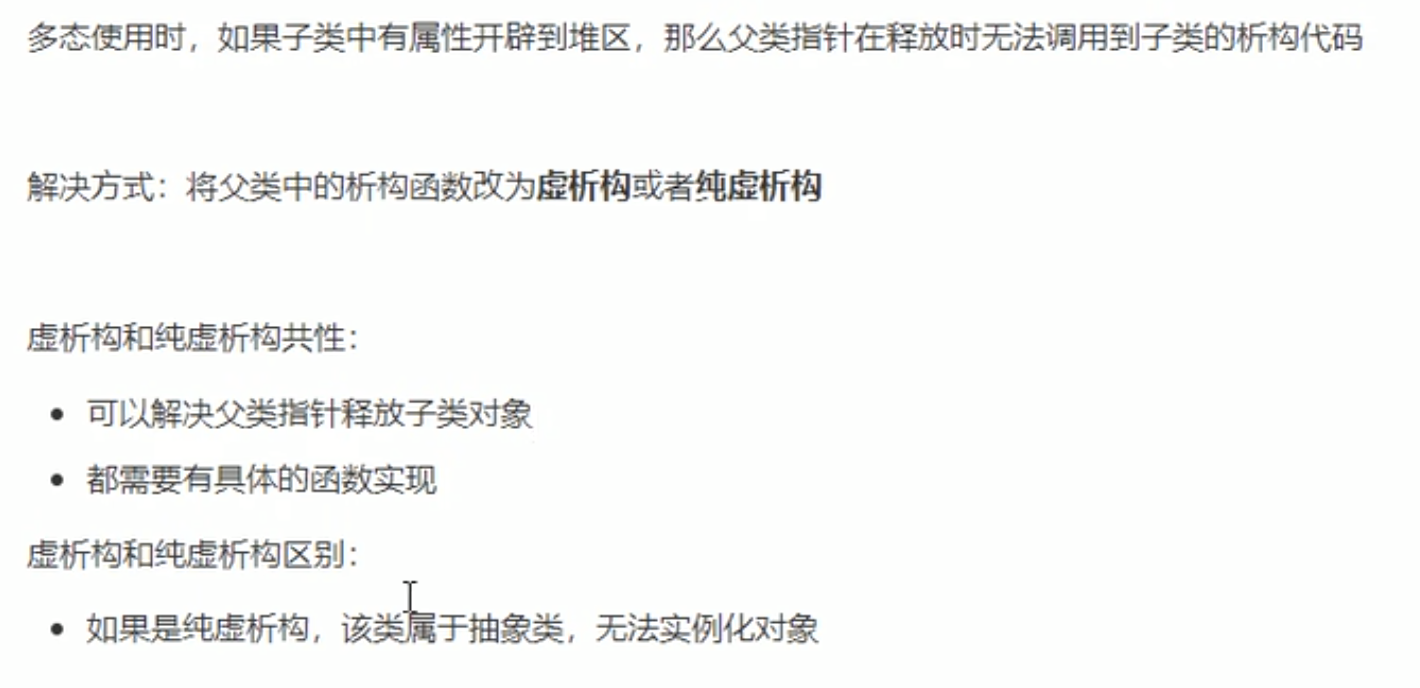 多态使用时，如果子类中有属性开辟到堆区，那么父类指针在释放时无法调用到子类的析构代码
解决方式：将父类中的析构函数改为虚析构或者纯虚析构
虚析构和纯虚析构共性：
可以解决父类指针释放子类对象
都需要有具体的函数实现
虚析构和纯虚析构区别：
如果是纯虚析构，该类属于抽象类，无法实例化对象